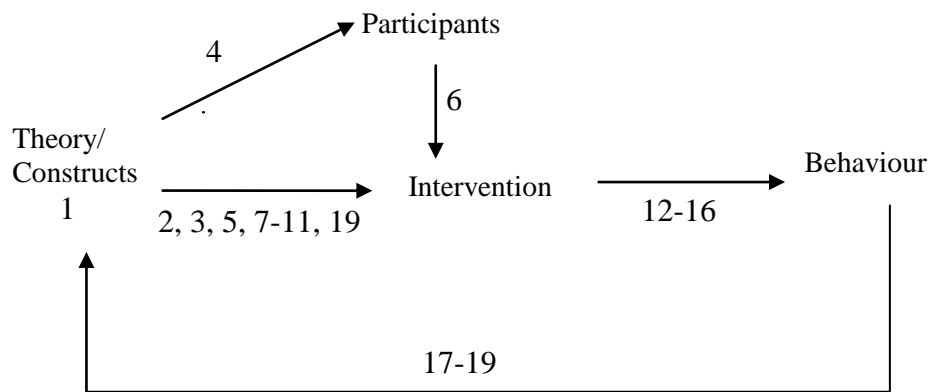 Participants
4
6
Theory/
Constructs
1
Intervention
Behaviour
2, 3, 5, 7-11, 19
12-16
17-19